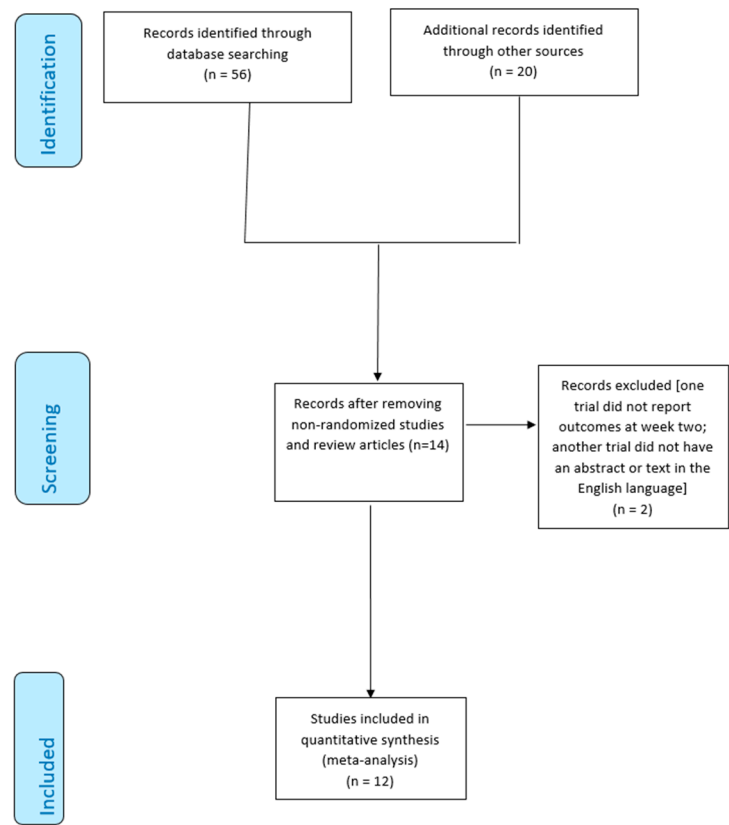 Identification
Records identified through
database searching
(n = 56)
Additional records identified
through other sources
(n = 20)
Screening
Records after removing
non-randomized studies
and review articles (n=14)
Records excluded [one
trial did not report
outcomes at week two;
another trial did not have
an abstract or text in the
English language]
(n = 2)
Included
Studies included in
quantitative synthesis
(meta-analysis)
(n = 12)